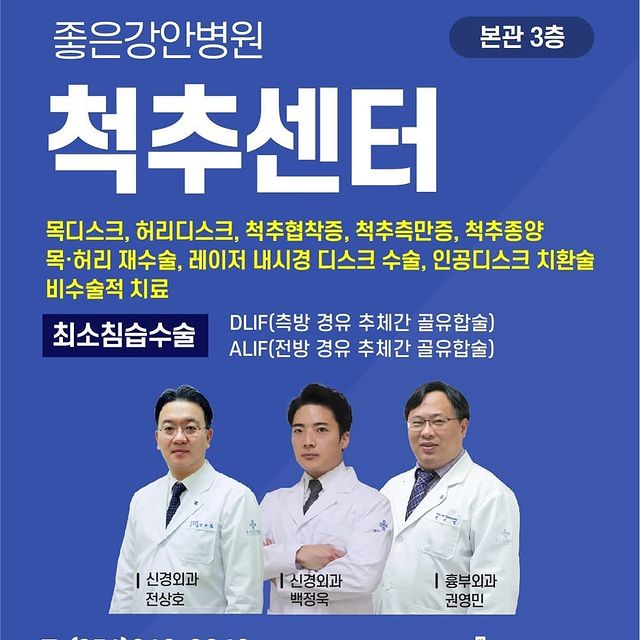 좋은강안병원
본관 3층
척추센터
목디스크, 허리디스크, 척추협착증, 척추측만증, 척추종양
목·허리 재수술, 레이저 내시경 디스크 수술, 인공디스크 치환술
비수술적 치료
최소침습수술
DLIF(측방 경유 추체간 골유합술)
ALIF(전방 경유 추체간 골유합술)
신경외과
전상호
신경외과
백정욱
흉부외과
권영민